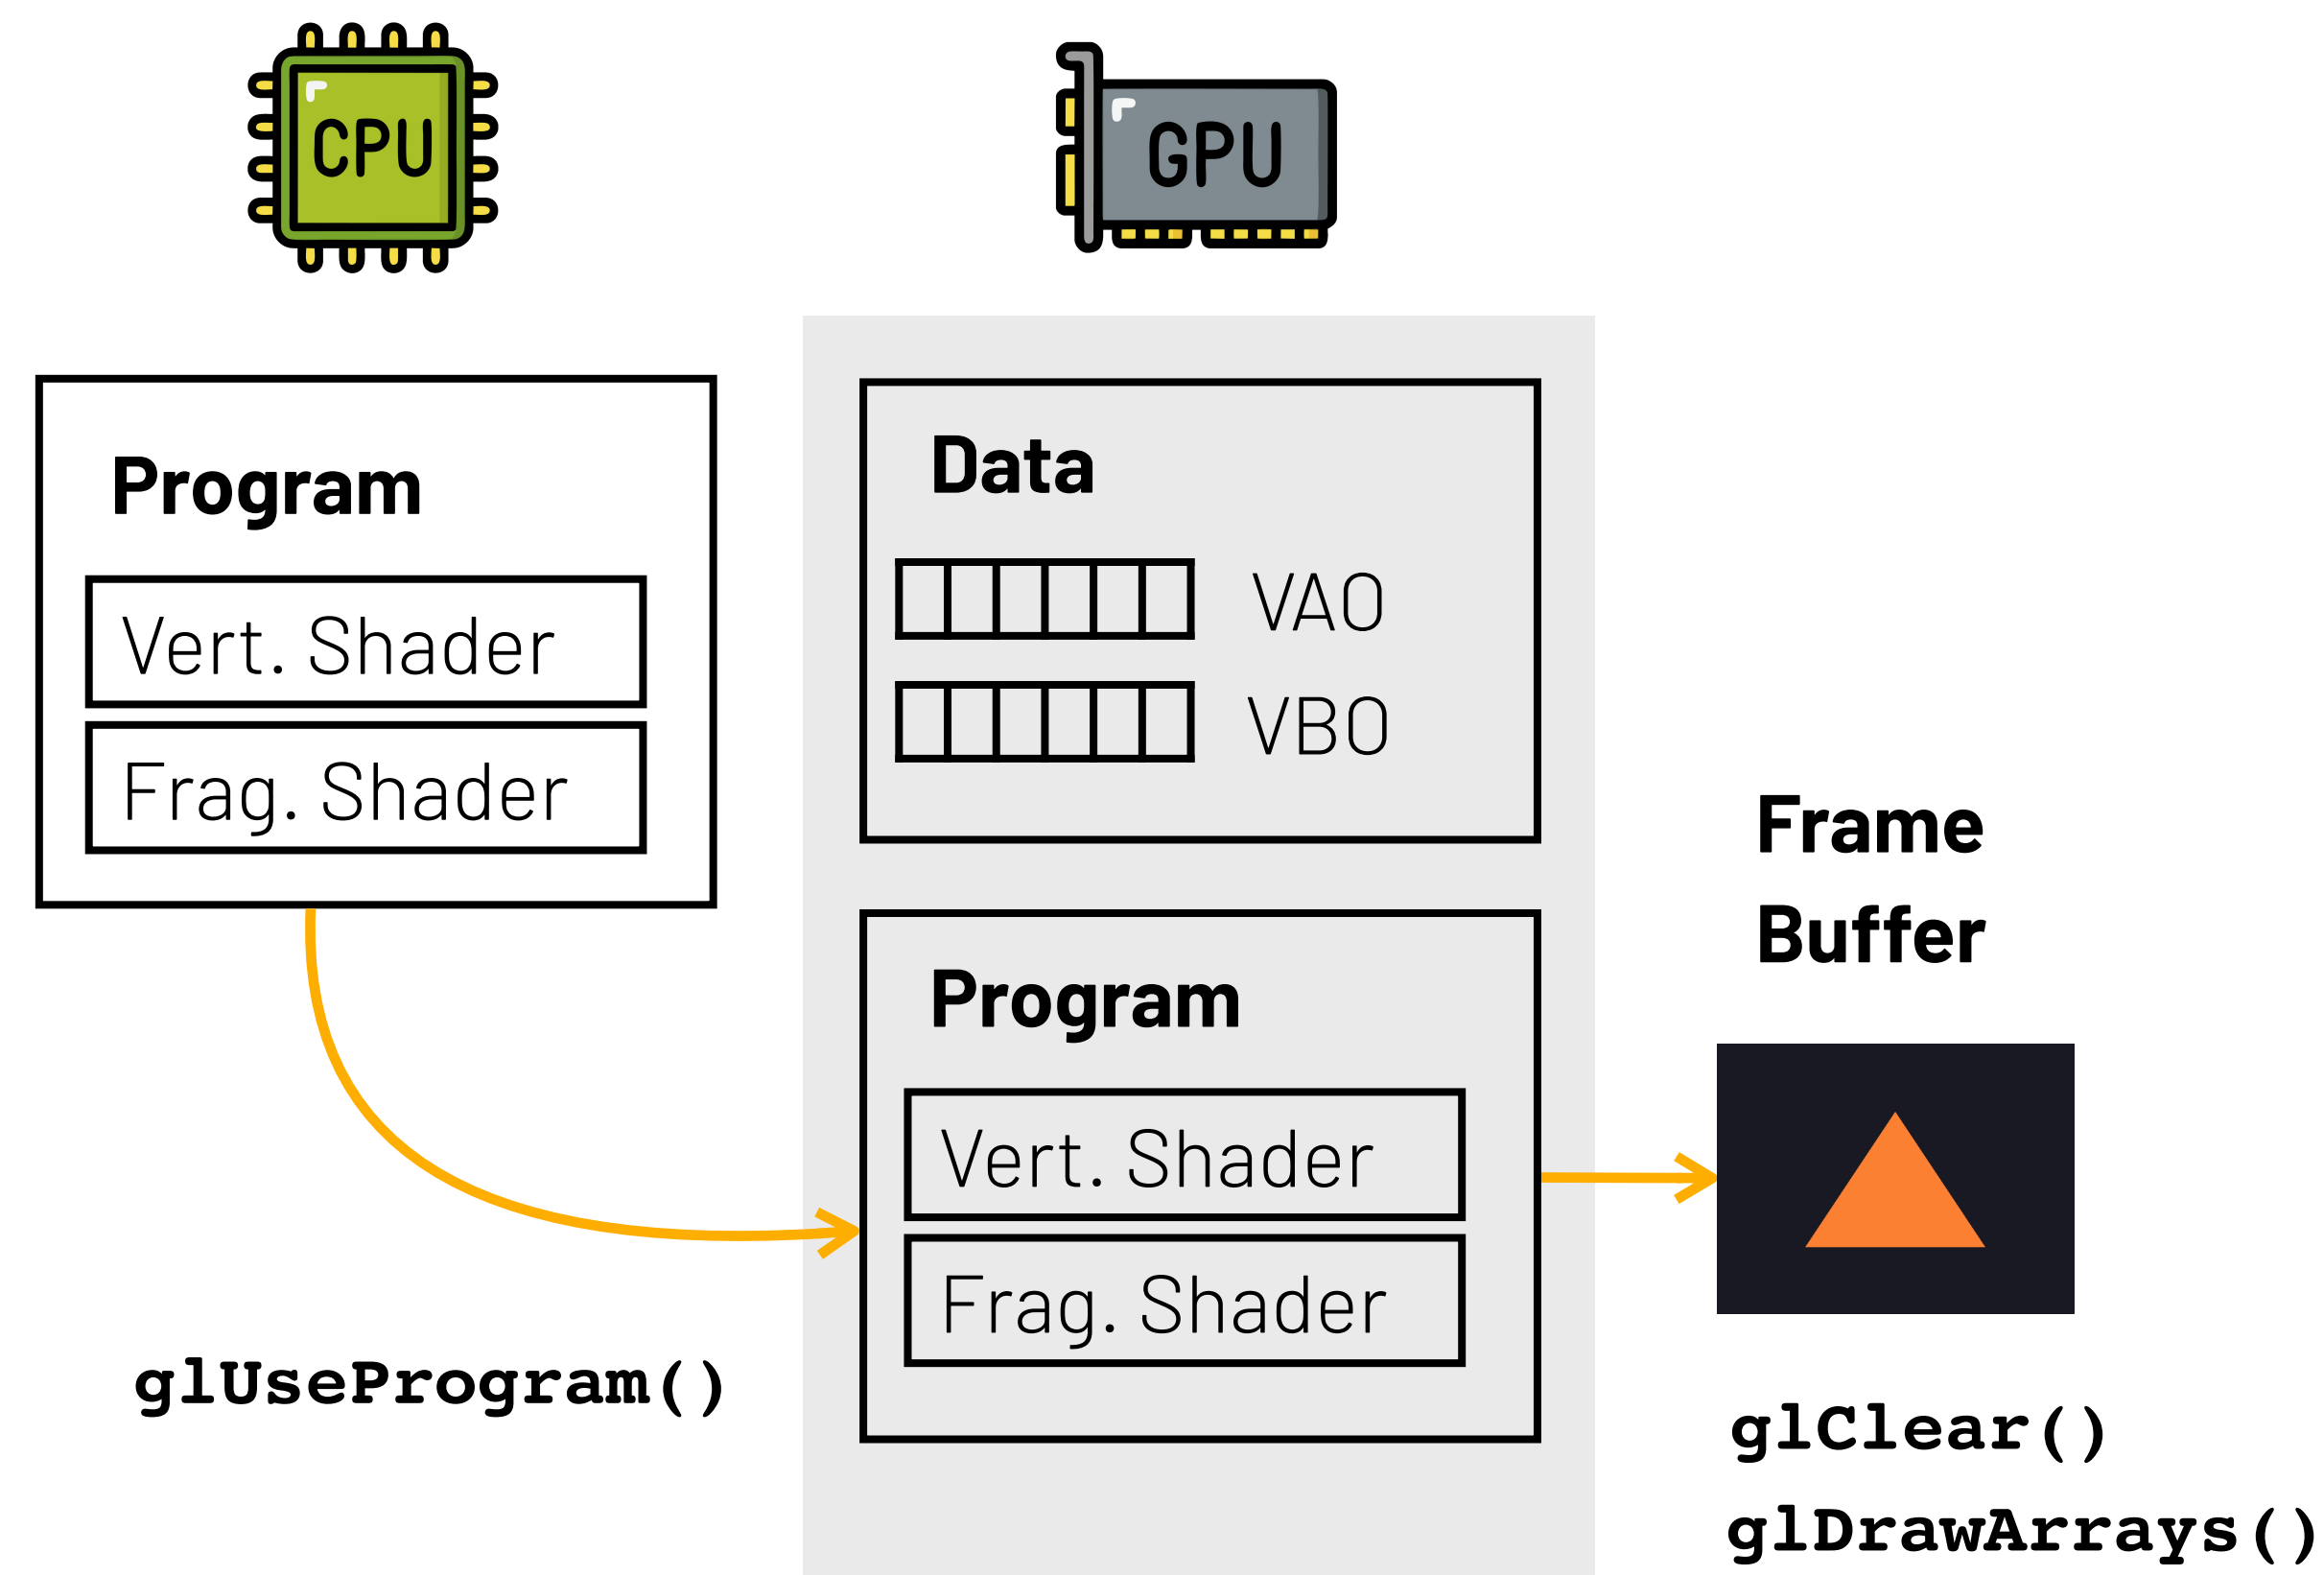 CPU
GPU
Program
Vert. Shader
Frag. Shader
glUseProgram()
Data
VAO
VBO
Program
Vert. Shader
Frag. Shader
Frame
Buffer
glClear()
glDrawArrays()